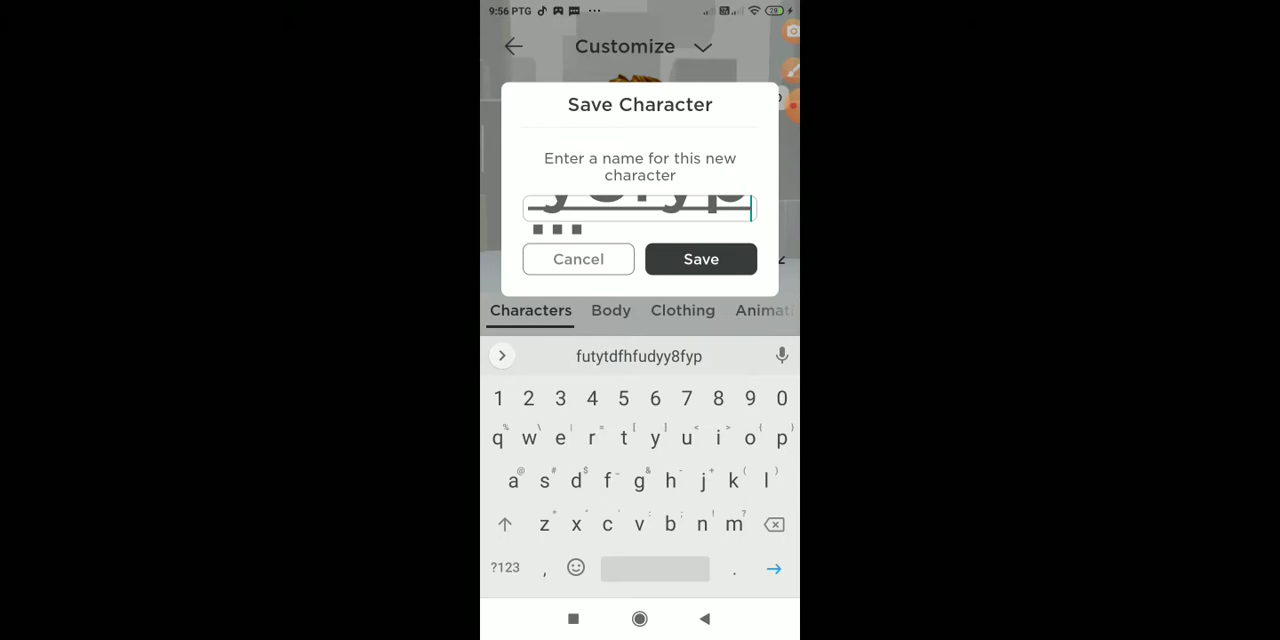 9:56 PTG
29
Customize
Save Character
Enter a name for this new
character
Cancel
Save
Characters Body Clothing Animati
futytdfhfudyy8fyp
1 2 3 4 5 6 7 8 9 0
q w e r t y u i o p
a s d f g h j k l
z x c v b n m
?123 , .